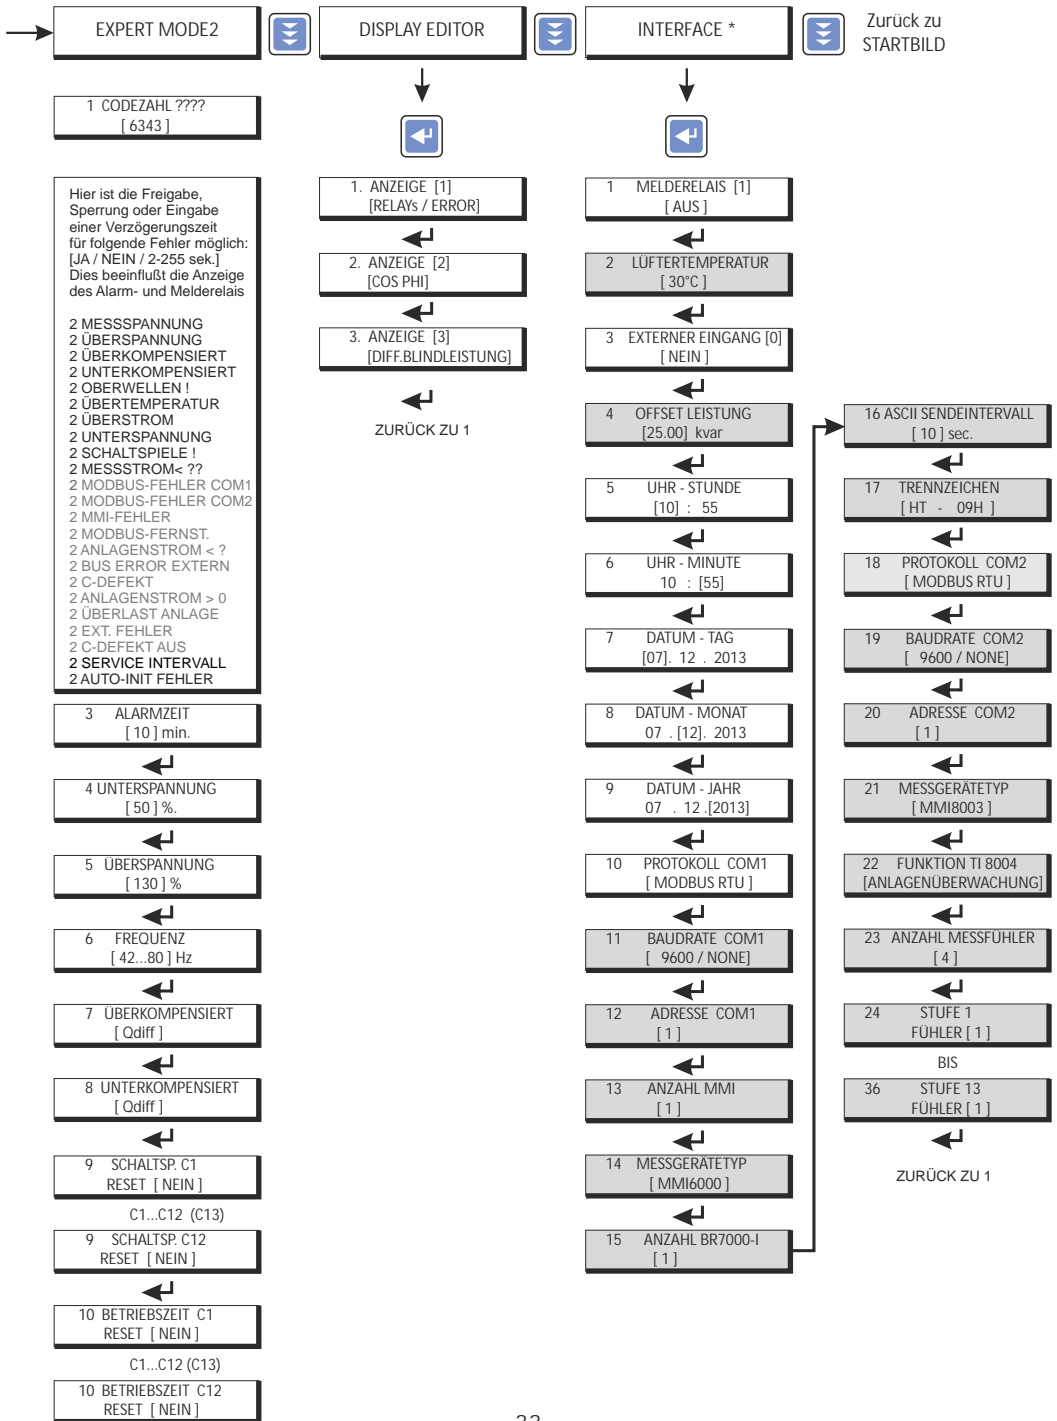 EXPERT MODE2
DISPLAY EDITOR
INTERFACE *
Zurück zu
STARTBILD
1 CODEZAHL ????
[ 6343 ]
Hier ist die Freigabe,
Sperrung oder Eingabe
einer Verzögerungszeit
für folgende Fehler möglich:
[JA / NEIN / 2-255 sek.]
Dies beeinflußt die Anzeige
des Alarm- und Melderelais
2 MESSSPANNUNG
2 ÜBERSPANNUNG
2 ÜBERKOMPENSIERT
2 UNTERKOMPENSIERT
2 OBERWELLEN !
2 ÜBERTEMPERATUR
2 ÜBERSTROM
2 UNTERSPANNUNG
2 SCHALTSPIELE !
2 MESSSTROM< ??
2 MODBUS-FEHLER COM1
2 MODBUS-FEHLER COM2
2 MMI-FEHLER
2 MODBUS-FERNST.
2 ANLAGENSTROM < ?
2 BUS ERROR EXTERN
2 C-DEFEKT
2 ANLAGENSTROM > 0
2 ÜBERLAST ANLAGE
2 EXT. FEHLER
2 C-DEFEKT AUS
2 SERVICE INTERVALL
2 AUTO-INIT FEHLER
3 ALARMZEIT
[ 10 ] min.
4 UNTERSPANNUNG
[ 50 ] %.
5 ÜBERSPANNUNG
[ 130 ] %
6 FREQUENZ
[ 42...80 ] Hz
7 ÜBERKOMPENSIERT
[ Qdiff ]
8 UNTERKOMPENSIERT
[ Qdiff ]
9 SCHALTSP. C1
RESET [ NEIN ]
C1...C12 (C13)
9 SCHALTSP. C12
RESET [ NEIN ]
10 BETRIEBSZEIT C1
RESET [ NEIN ]
C1...C12 (C13)
10 BETRIEBSZEIT C12
RESET [ NEIN ]
1. ANZEIGE [1]
[RELAYs / ERROR]
2. ANZEIGE [2]
[COS PHI]
3. ANZEIGE [3]
[DIFF.BLINDLEISTUNG]
ZURÜCK ZU 1
1 MELDERELAIS [1]
[ AUS ]
2 LÜFTERTEMPERATUR
[ 30°C ]
3 EXTERNER EINGANG [0]
[ NEIN ]
4 OFFSET LEISTUNG
[25.00] kvar
5 UHR - STUNDE
[10] : 55
6 UHR - MINUTE
10 : [55]
7 DATUM - TAG
[07]. 12 . 2013
8 DATUM - MONAT
07 . [12]. 2013
9 DATUM - JAHR
07 . 12 .[2013]
10 PROTOKOLL COM1
[ MODBUS RTU ]
11 BAUDRATE COM1
[ 9600 / NONE]
12 ADRESSE COM1
[ 1 ]
13 ANZAHL MMI
[ 1 ]
14 MESSGERÄTETYP
[ MMI6000 ]
15 ANZAHL BR7000-I
[ 1 ]
16 ASCII SENDEINTERVALL
[ 10 ] sec.
17 TRENNZEICHEN
[ HT - 09H ]
18 PROTOKOLL COM2
[ MODBUS RTU ]
19 BAUDRATE COM2
[ 9600 / NONE]
20 ADRESSE COM2
[ 1 ]
21 MESSGERÄTETYP
[ MMI8003 ]
22 FUNKTION TI 8004
[ANLAGENÜBERWACHUNG]
23 ANZAHL MESSFÜHLER
[ 4 ]
24 STUFE 1
FÜHLER [ 1 ]
BIS
36 STUFE 13
FÜHLER [ 1 ]
ZURÜCK ZU 1